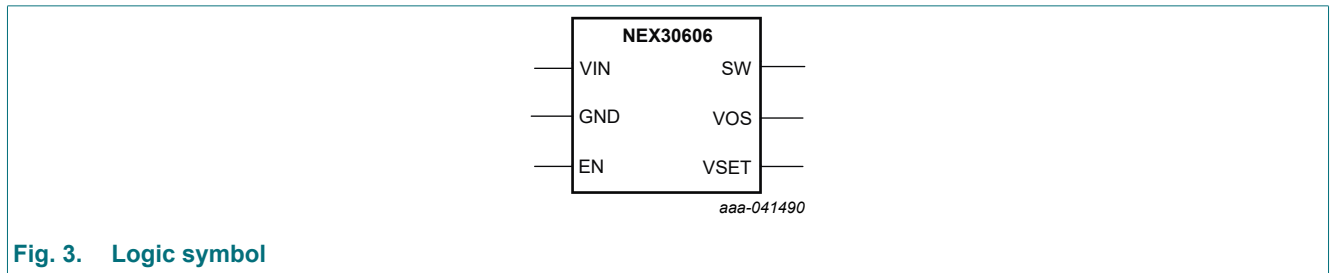 NEX30606
VIN SW
GND VOS
EN VSET
aaa-041490
Fig. 3. Logic symbol